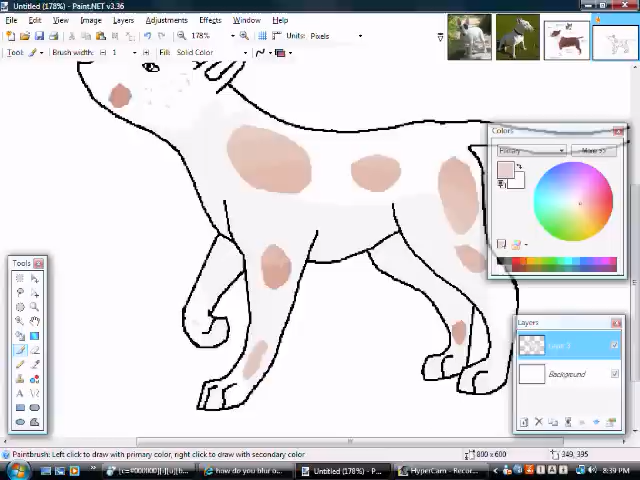 Untitled (178%) - Paint.NET v3.36
File Edit View Image Layers Adjustments Effects Window Help
178% Units: Pixels
Tool: Brush width: 1 Fill: Solid Color
Colors
Primary More >>
Tools
Layers
Background
Paintbrush: Left click to draw with primary color, right click to draw with secondary color
800 x 600
349, 395
how do you blur o...
Untitled (178%) - P...
HyperCam - Recor...
8:39 PM